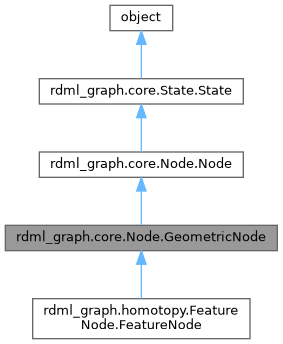 object
rdml_graph.core.State.State
rdml_graph.core.Node.Node
rdml_graph.core.Node.GeometricNode
rdml_graph.homotopy.Feature
Node.FeatureNode